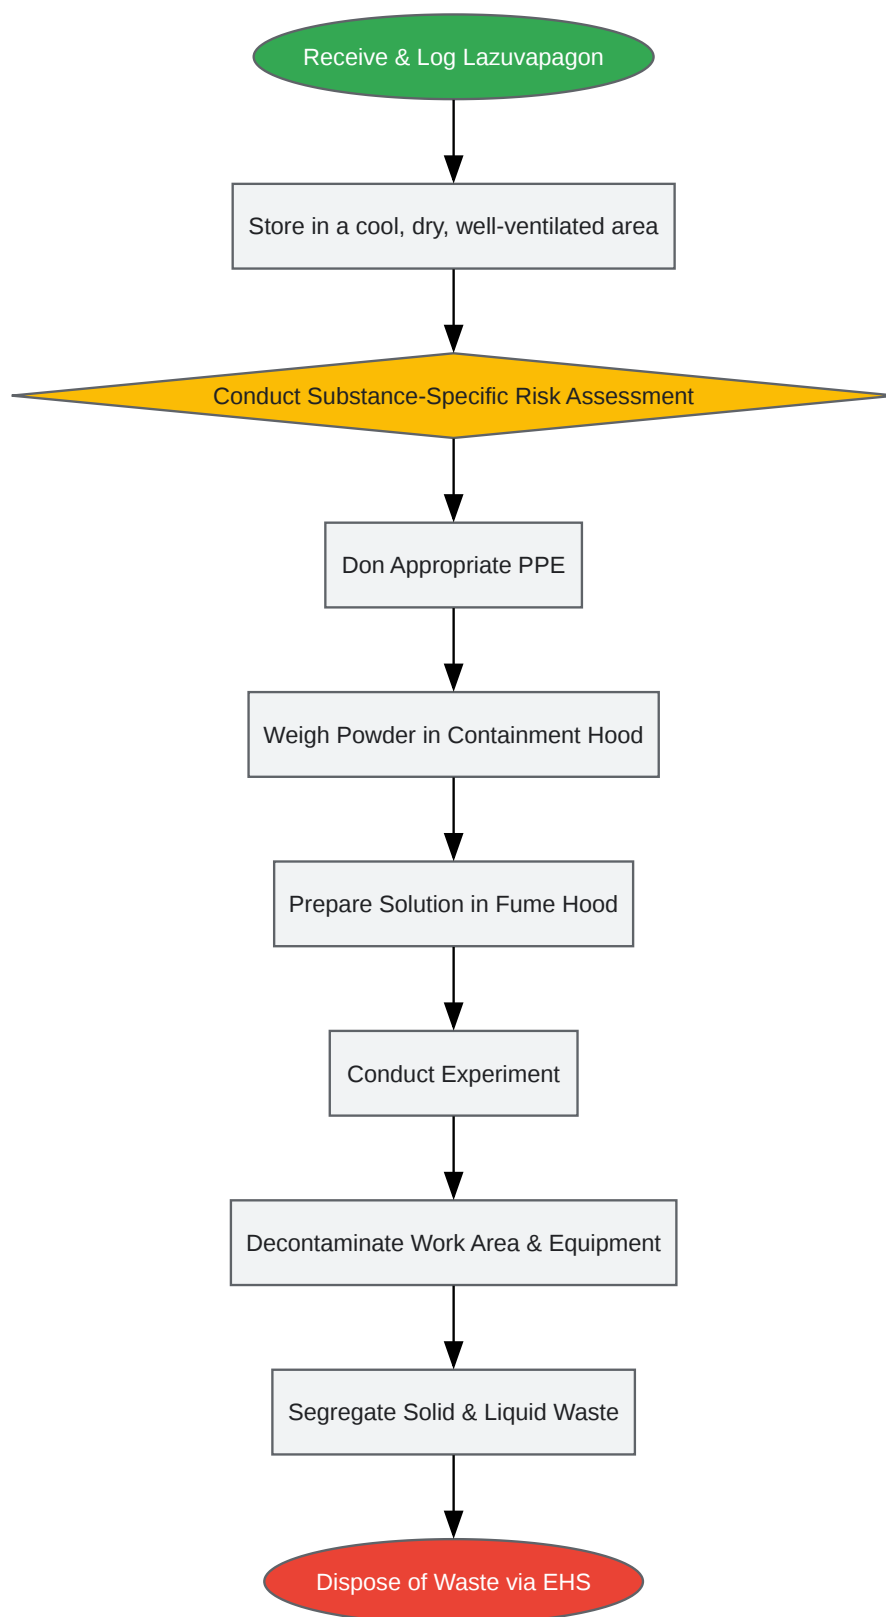 Receive & Log Lazuvapagon
Store in a cool, dry, well-ventilated area
Conduct Substance-Specific Risk Assessment
Don Appropriate PPE
Weigh Powder in Containment Hood
Prepare Solution in Fume Hood
Conduct Experiment
Decontaminate Work Area & Equipment
Segregate Solid & Liquid Waste
Dispose of Waste via EHS